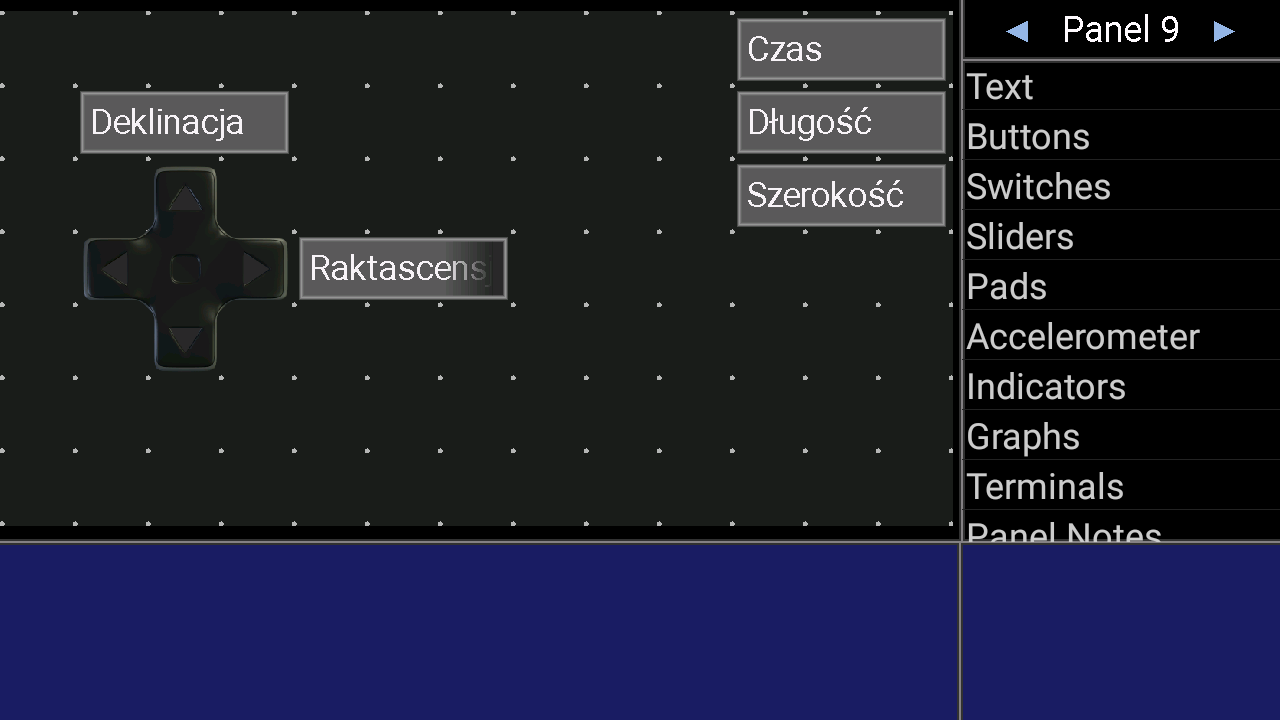 Czas
Długość
Szerokość
Deklinacja
Raktascensj
Panel 9
Text
Buttons
Switches
Sliders
Pads
Accelerometer
Indicators
Graphs
Terminals
Panel Notes